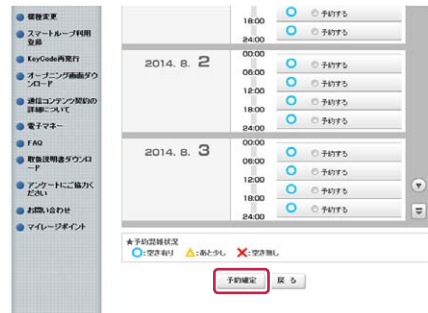 機種変更
スマートループ利用
登録
KeyCode再発行
オープニング画面ダウ
ンロード
通信コンテンツ契約の
詳細について
電子マネー
FAQ
取扱説明書ダウンロ
ード
アンケートにご協力く
ださい
お問い合わせ
マイレージポイント
18:00
24:00
予約する
予約する
2014. 8. 2
00:00
06:00
12:00
18:00
24:00
予約する
予約する
予約する
予約する
2014. 8. 3
00:00
06:00
12:00
18:00
24:00
予約する
予約する
予約する
予約する
★予約混雑状況
○:空き有り △:あと少し ✕:空き無し
予約確定 戻る